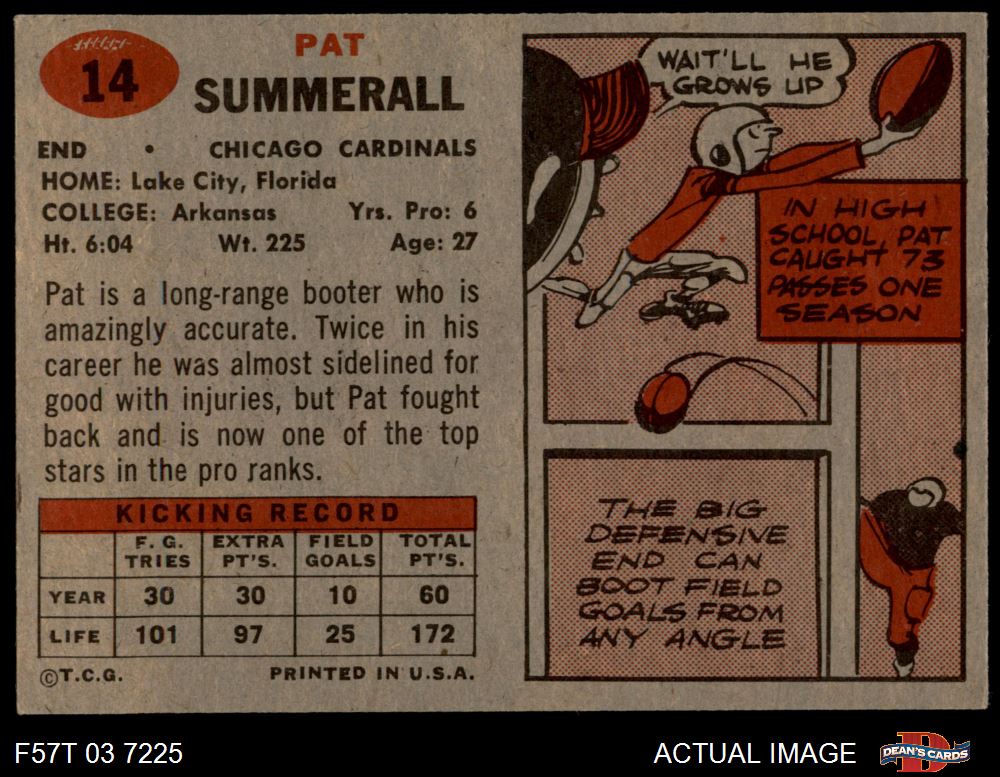 14
PAT
SUMMERALL
END • CHICAGO CARDINALS
HOME: Lake City, Florida
COLLEGE: Arkansas Yrs. Pro: 6
Ht. 6:04 Wt. 225 Age: 27
Pat is a long-range booter who is
amazingly accurate. Twice in his
career he was almost sidelined for
good with injuries, but Pat fought
back and is now one of the top
stars in the pro ranks.
KICKING RECORD
F. G. TRIES EXTRA PT'S. FIELD GOALS TOTAL PT'S.
YEAR 30 30 10 60
LIFE 101 97 25 172
©T.C.G. PRINTED IN U.S.A.
WAIT'LL HE
GROWS UP
IN HIGH
SCHOOL, PAT
CAUGHT 73
PASSES ONE
SEASON
THE BIG
DEFENSIVE
END CAN
BOOT FIELD
GOALS FROM
ANY ANGLE
F57T 03 7225
ACTUAL IMAGE
DEAN'S CARDS